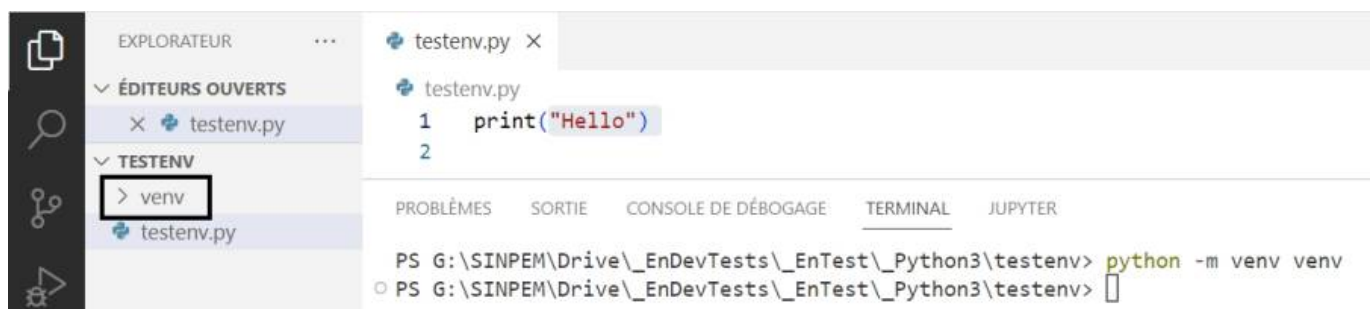 EXPLORATEUR ...
ÉDITEURS OUVERTS
testenv.py
TESTENV
venv
testenv.py
testenv.py
testenv.py
1 print("Hello")
2
PROBLÈMES SORTIE CONSOLE DE DÉBOGAGE TERMINAL JUPYTER
PS G:\SINPEM\Drive\_EnDevTests\_EnTest\_Python3\testenv> python -m venv venv
PS G:\SINPEM\Drive\_EnDevTests\_EnTest\_Python3\testenv>